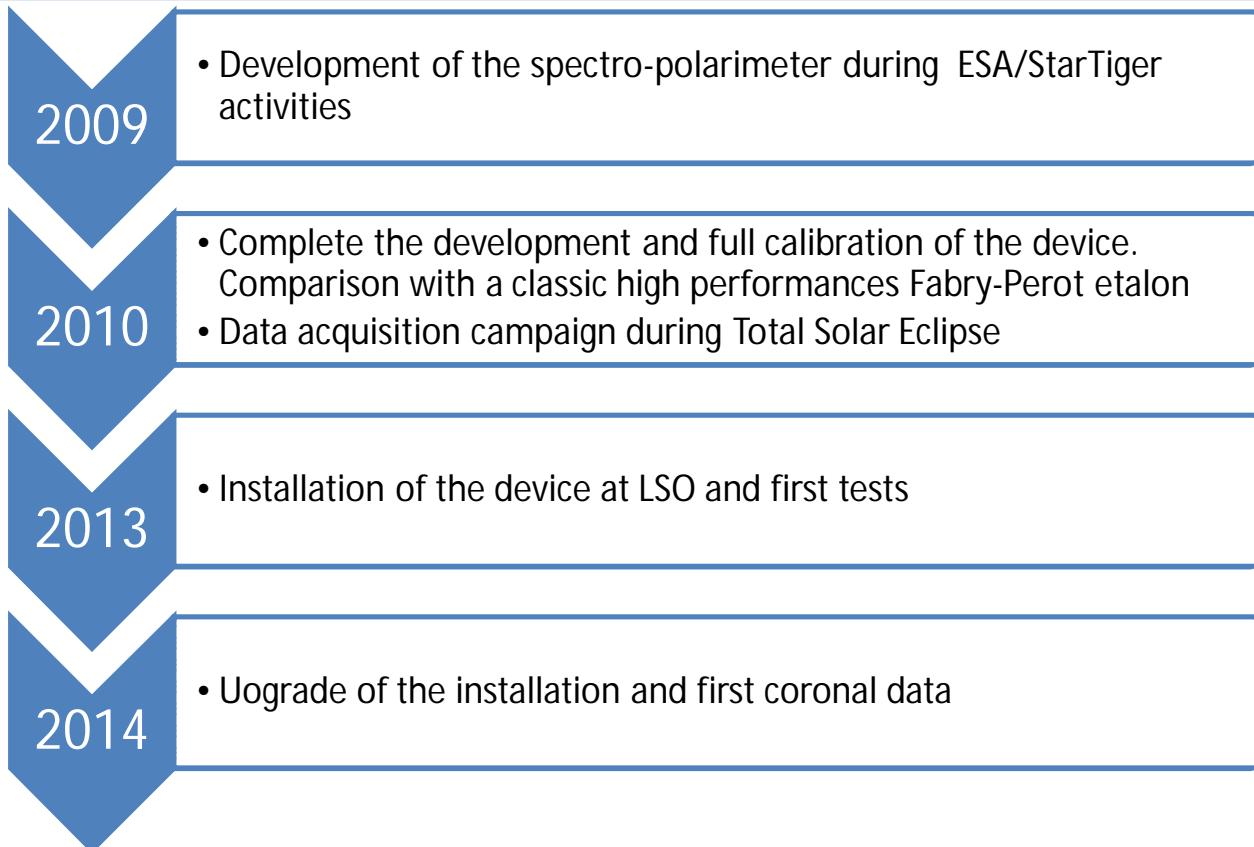 2009
• Development of the spectro-polarimeter during ESA/StarTiger
activities
2010
• Complete the development and full calibration of the device.
Comparison with a classic high performances Fabry-Perot etalon
• Data acquisition campaign during Total Solar Eclipse
2013
• Installation of the device at LSO and first tests
2014
• Uograde of the installation and first coronal data